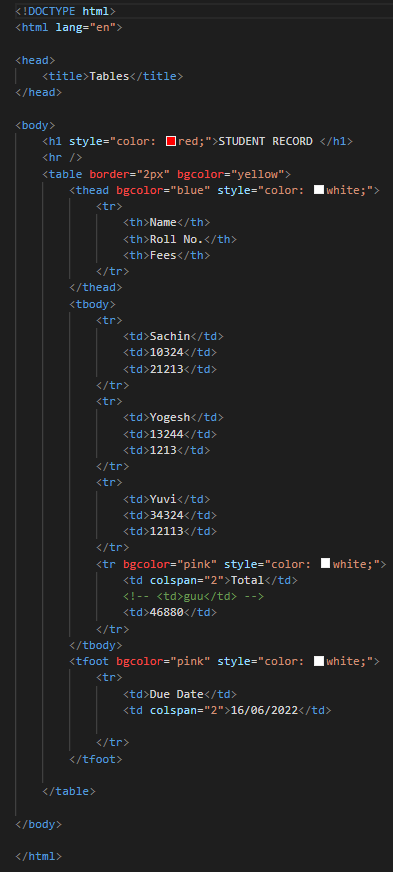 <!DOCTYPE html>
<html lang="en">
<head>
<title>Tables</title>
</head>
<body>
<h1 style="color: red;">STUDENT RECORD </h1>
<hr />
<table border="2px" bgcolor="yellow">
<thead bgcolor="blue" style="color: white;">
<tr>
<th>Name</th>
<th>Roll No.</th>
<th>Fees</th>
</tr>
</thead>
<tbody>
<tr>
<td>Sachin</td>
<td>10324</td>
<td>21213</td>
</tr>
<tr>
<td>Yogesh</td>
<td>13244</td>
<td>1213</td>
</tr>
<tr>
<td>Yuvi</td>
<td>34324</td>
<td>12113</td>
</tr>
<tr bgcolor="pink" style="color: white;">
<td colspan="2">Total</td>
<!-- <td>guu</td> -->
<td>46880</td>
</tr>
</tbody>
<tfoot bgcolor="pink" style="color: white;">
<tr>
<td>Due Date</td>
<td colspan="2">16/06/2022</td>
</tr>
</tfoot>
</table>
</body>
</html>